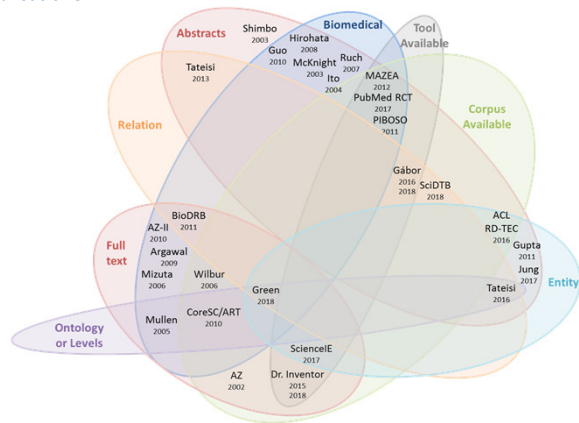 Abstracts
Shimbo
2003
Biomedical
Tool
Available
Hirohata
2008
Guo
2010
McKnight
2003
Ruch
2007
Ito
2004
Tateisi
2013
MAZEA
2012
PubMed RCT
2017
PIBOSO
2011
Corpus
Available
Relation
Gábor
2016
2018
SciDTB
2018
BioDRB
2011
AZ-II
2010
Full
text
Argawal
2009
Mizuta
2006
Wilbur
2006
ACL
RD-TEC
2016
Gupta
2011
Jung
2017
Entity
Tateisi
2016
Green
2018
Ontology
or Levels
Mullen
2005
CoreSC/ART
2010
ScienceIE
2017
AZ
2002
Dr. Inventor
2015
2018